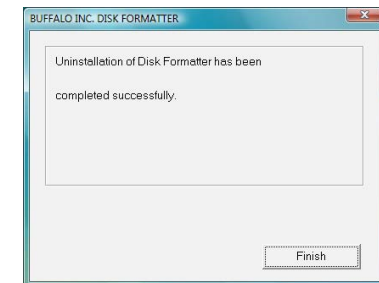 BUFFALO INC. DISK FORMATTER
Uninstallation of Disk Formatter has been
completed successfully.
Finish